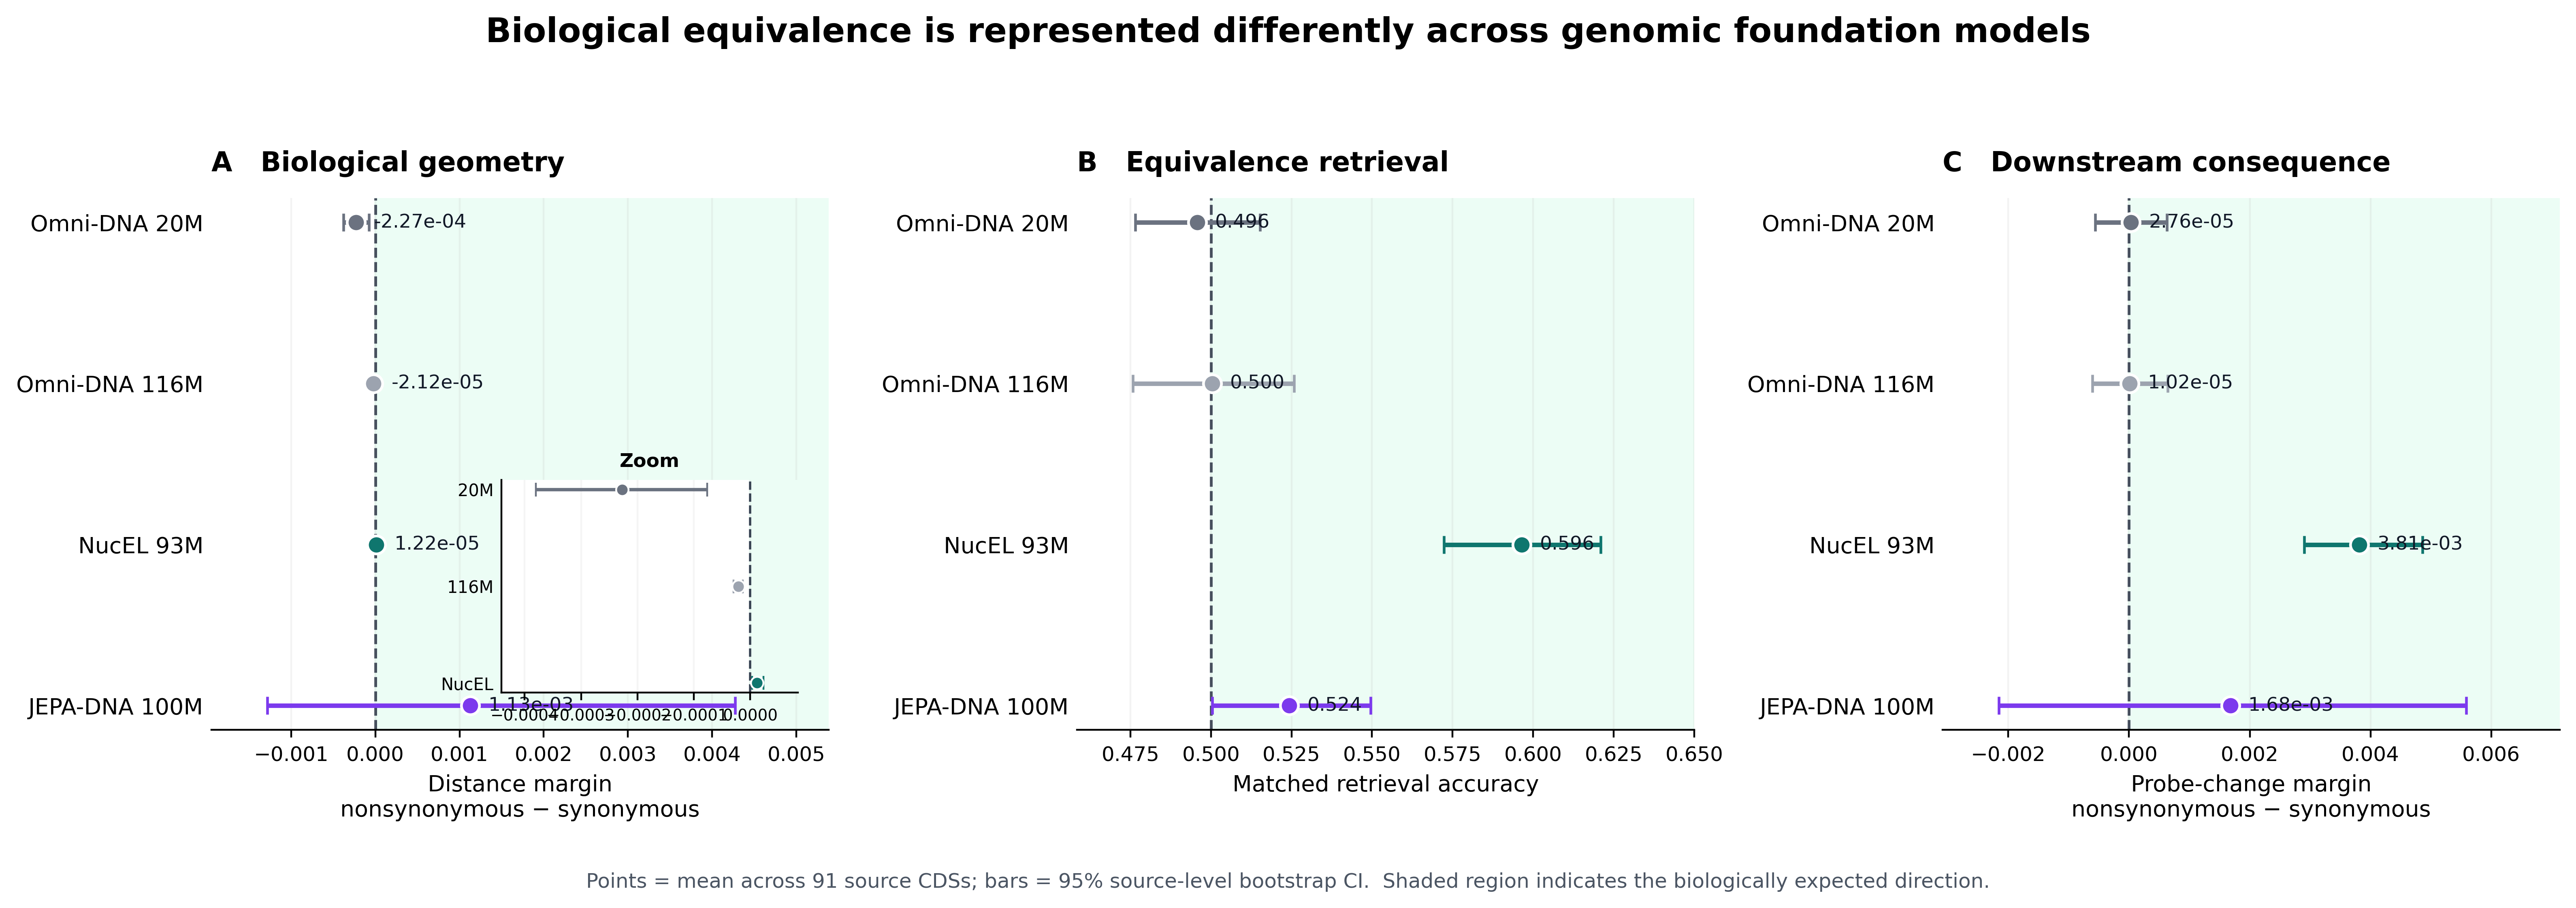 Biological equivalence is represented differently across genomic foundation models
A Biological geometry
Omni-DNA 20M
-2.27e-04
Omni-DNA 116M
-2.12e-05
NucEL 93M
1.22e-05
JEPA-DNA 100M
1.13e-03
Zoom
20M
116M
NucEL
−0.0004
−0.0003
−0.0002
−0.0001
0.0000
−0.001 0.000 0.001 0.002 0.003 0.004 0.005
Distance margin
nonsynonymous − synonymous
B Equivalence retrieval
Omni-DNA 20M
0.496
Omni-DNA 116M
0.500
NucEL 93M
0.596
JEPA-DNA 100M
0.524
0.475 0.500 0.525 0.550 0.575 0.600 0.625 0.650
Matched retrieval accuracy
C Downstream consequence
Omni-DNA 20M
2.76e-05
Omni-DNA 116M
1.02e-05
NucEL 93M
3.81e-03
JEPA-DNA 100M
1.68e-03
−0.002 0.000 0.002 0.004 0.006
Probe-change margin
nonsynonymous − synonymous
Points = mean across 91 source CDSs; bars = 95% source-level bootstrap CI. Shaded region indicates the biologically expected direction.